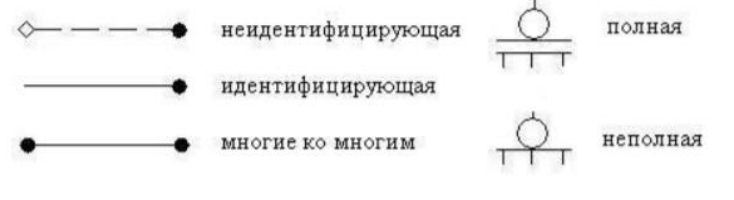 неидентифицирующая
полная
идентифицирующая
многие ко многим
неполная